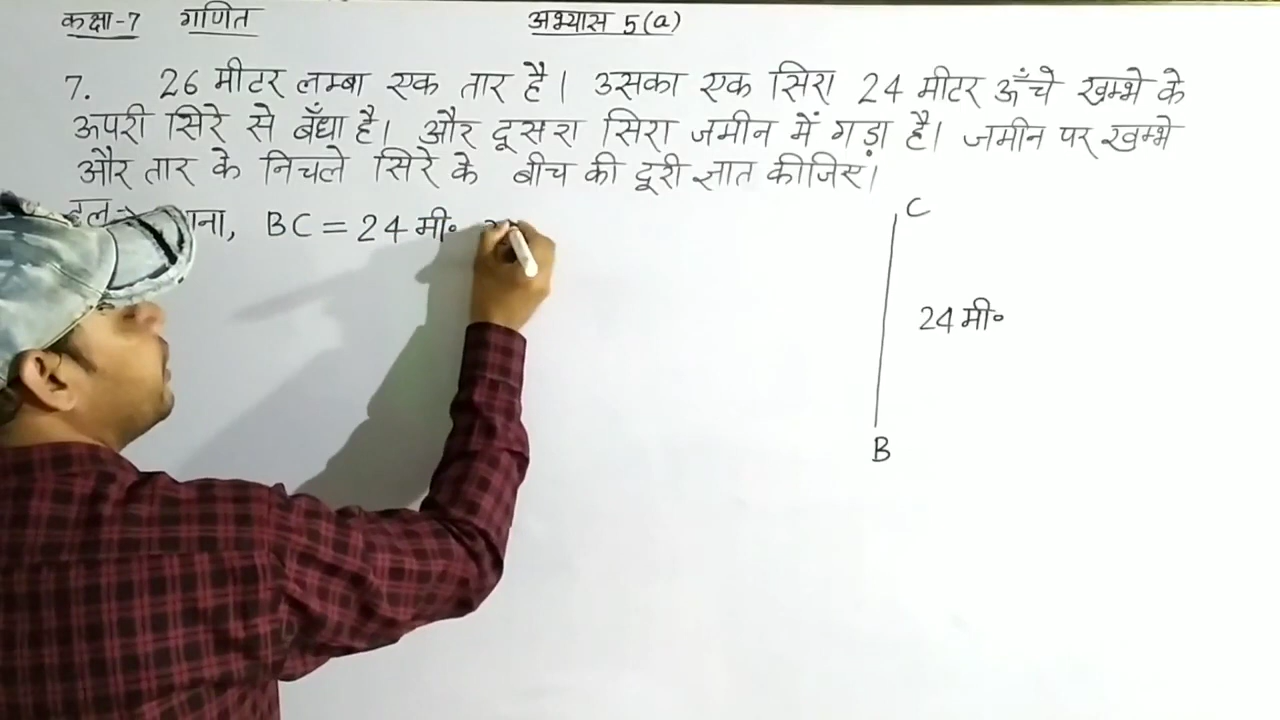 कक्षा-7 गणित अभ्यास 5(a)
7. 26 मीटर लम्बा एक तार है। उसका एक सिरा 24 मीटर ऊँचे खम्भे के
ऊपरी सिरे से बँधा है। और दूसरा सिरा जमीन में गड़ा है। जमीन पर खम्भे
और तार के निचले सिरे के बीच की दूरी ज्ञात कीजिए।
हल:- BC = 24 मी॰
C
24 मी॰
B